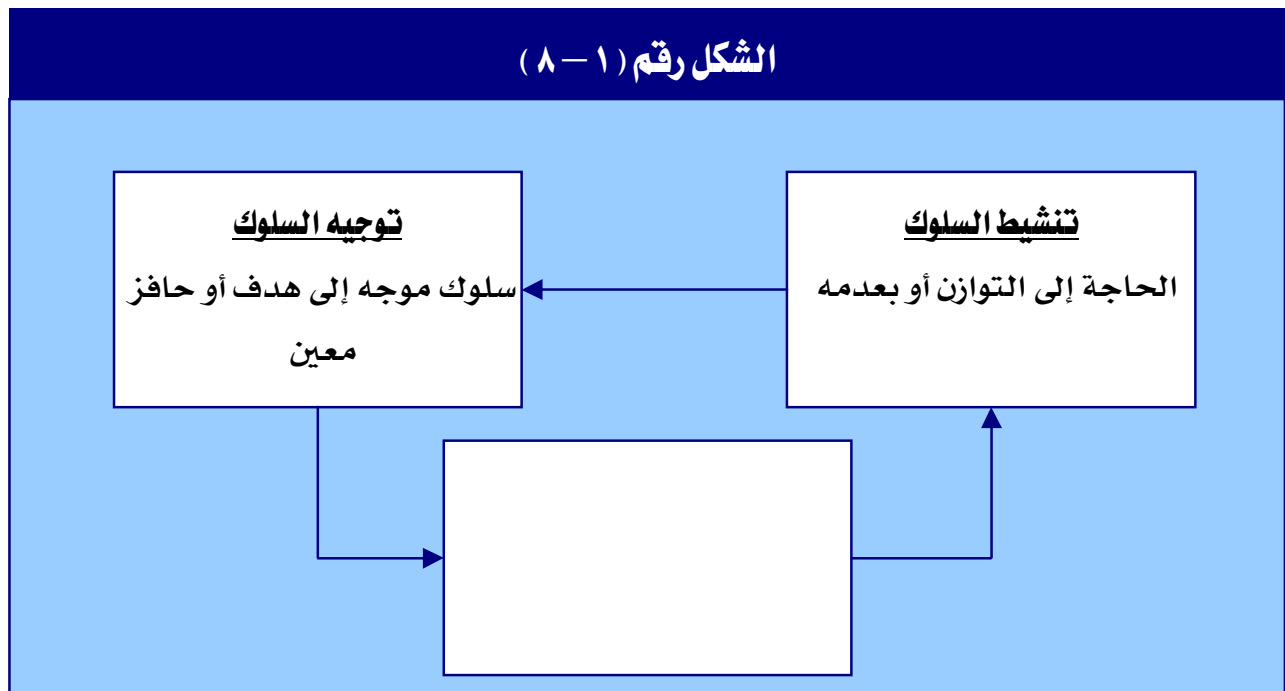 الشكل رقم (١ – ٨)
تنشيط السلوك
الحاجة إلى التوازن أو بعدمه
توجيه السلوك
سلوك موجه إلى هدف أو حافز
معين